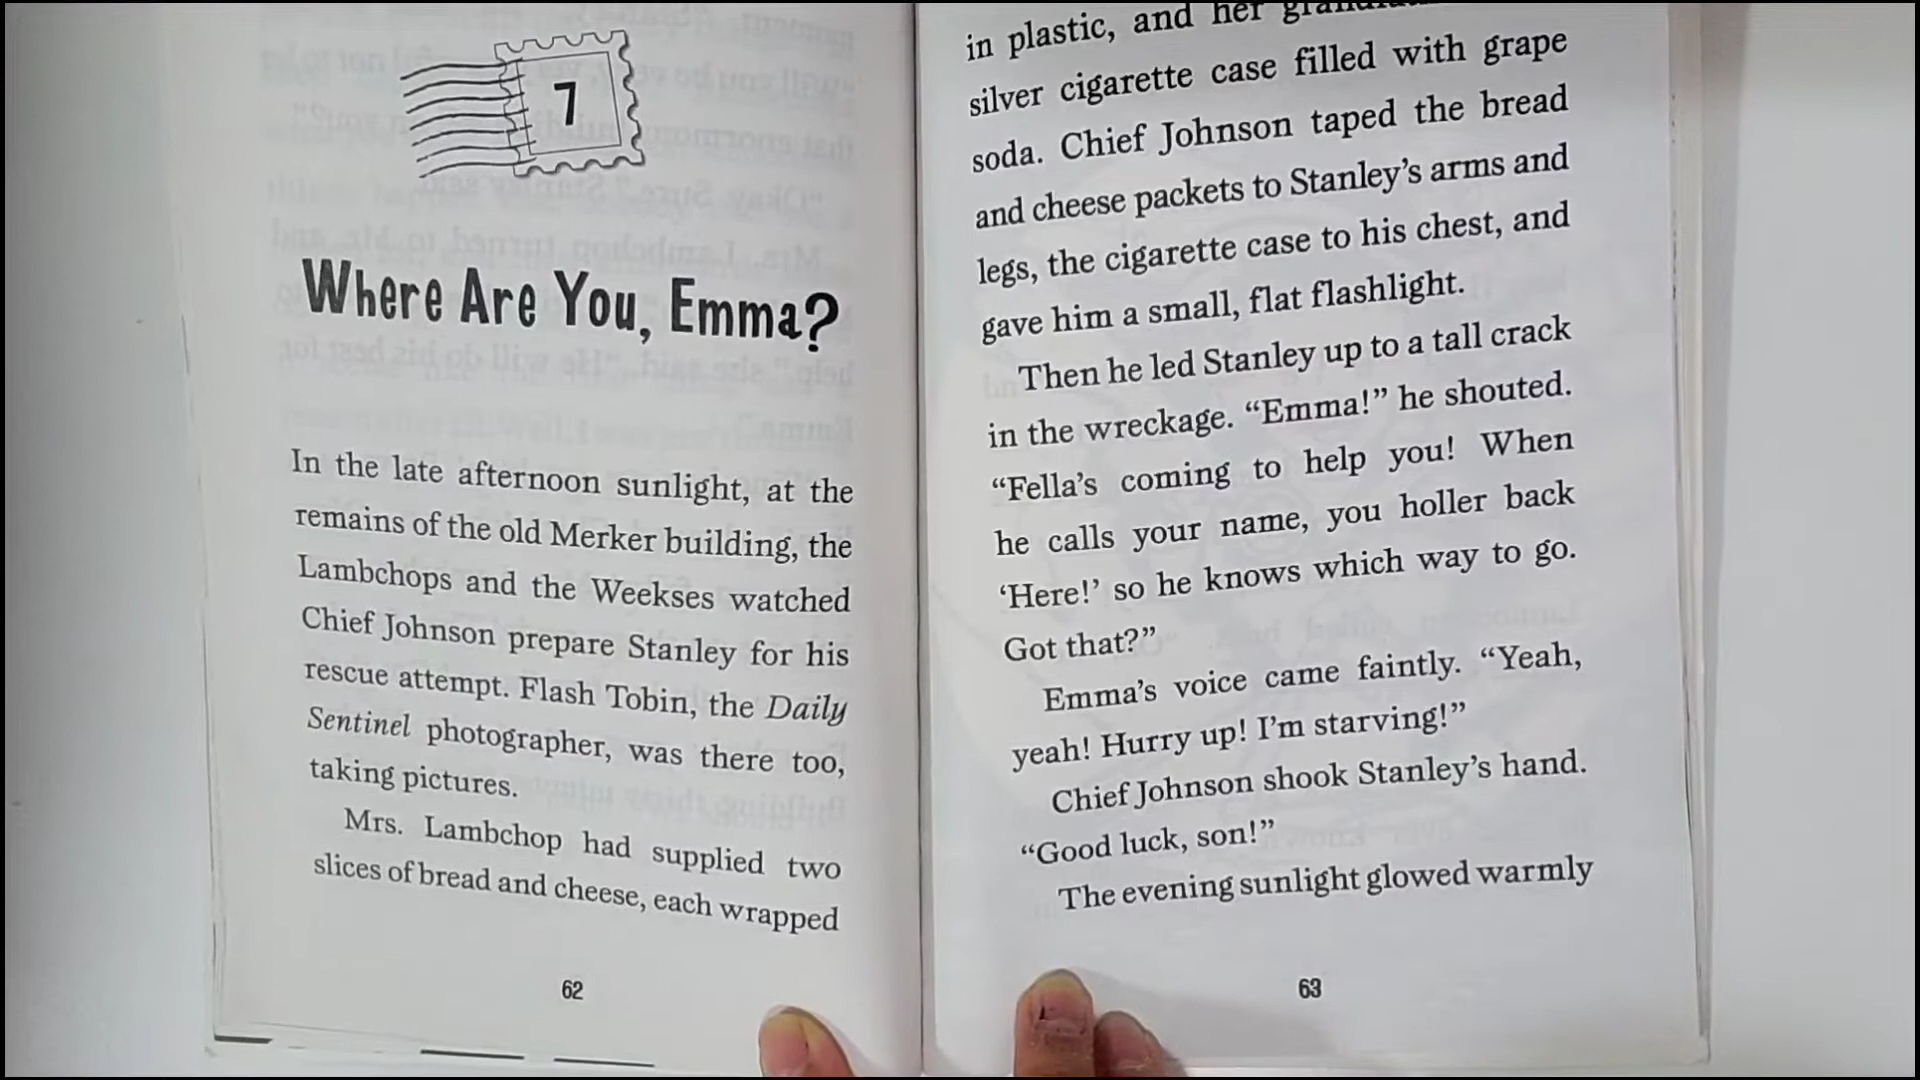 7
Where Are You, Emma?
In the late afternoon sunlight, at the
remains of the old Merker building, the
Lambchops and the Weekses watched
Chief Johnson prepare Stanley for his
rescue attempt. Flash Tobin, the Daily
Sentinel photographer, was there too,
taking pictures.
Mrs. Lambchop had supplied two
slices of bread and cheese, each wrapped
62
in plastic, and her
silver cigarette case filled with grape
soda. Chief Johnson taped the bread
and cheese packets to Stanley’s arms and
legs, the cigarette case to his chest, and
gave him a small, flat flashlight.
Then he led Stanley up to a tall crack
in the wreckage. “Emma!” he shouted.
“Fella’s coming to help you! When
he calls your name, you holler back
‘Here!’ so he knows which way to go.
Got that?”
Emma’s voice came faintly. “Yeah,
yeah! Hurry up! I’m starving!”
Chief Johnson shook Stanley’s hand.
“Good luck, son!”
The evening sunlight glowed warmly
63